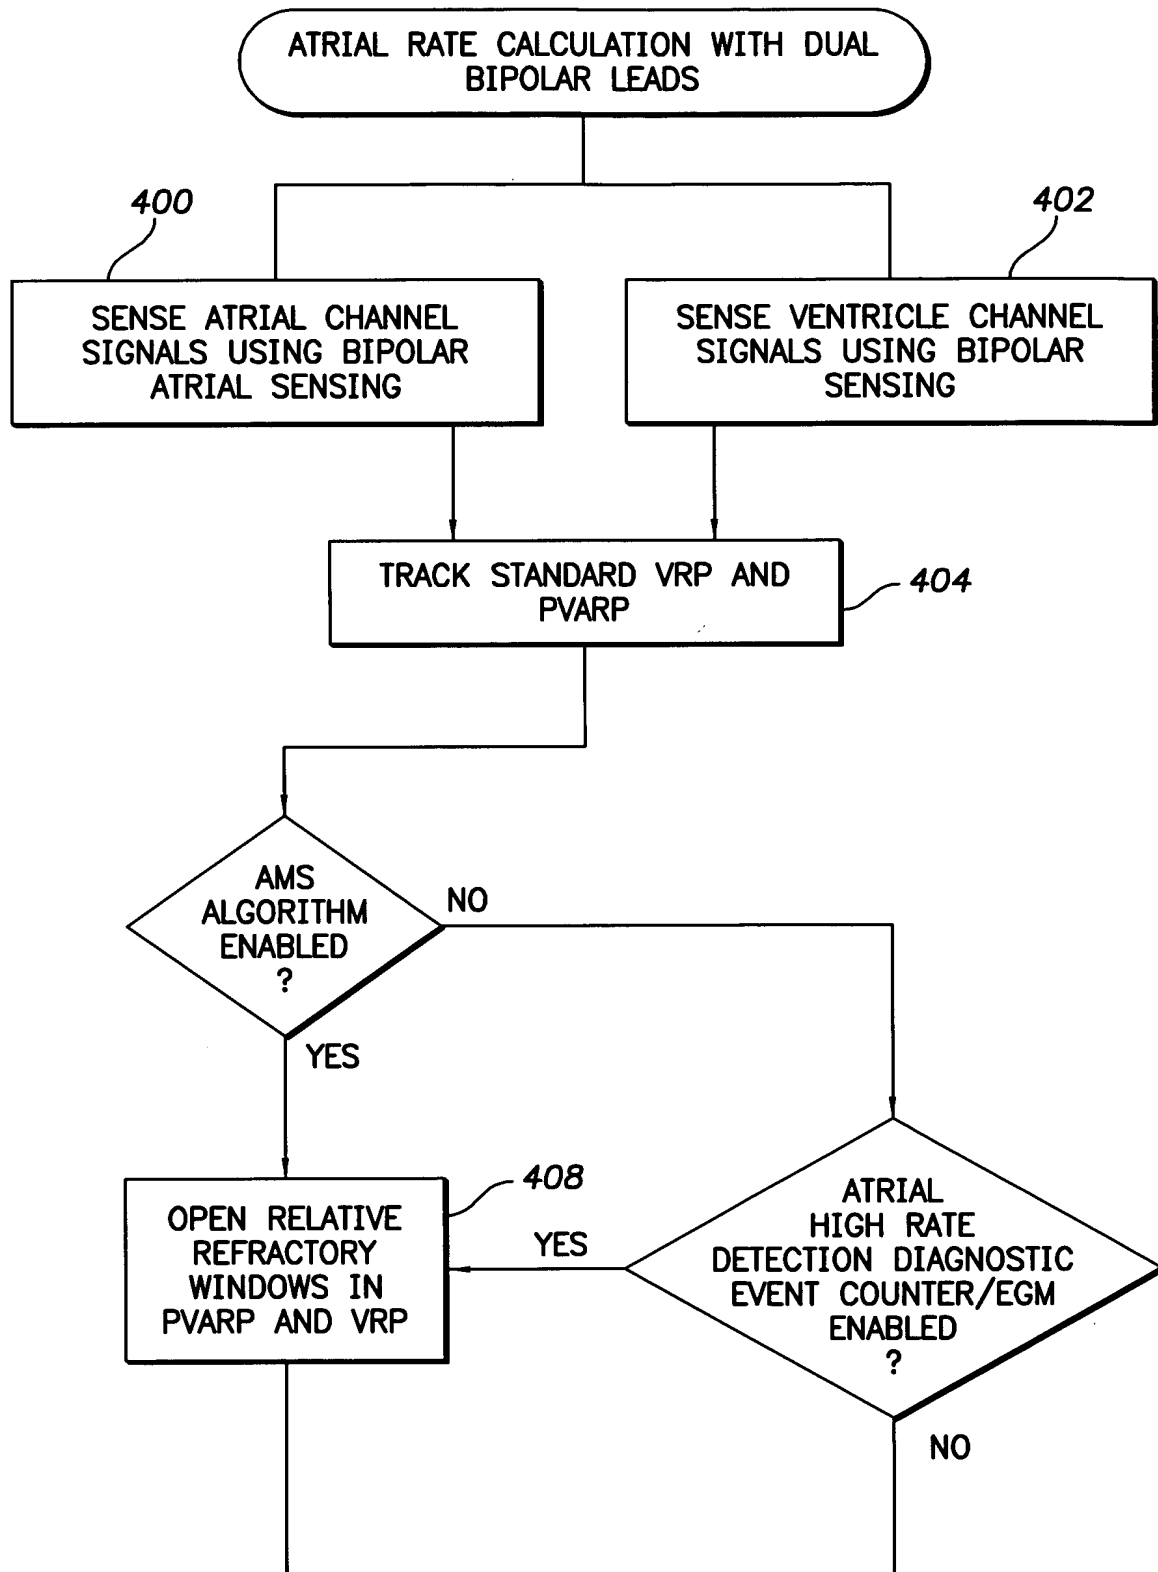 ATRIAL RATE CALCULATION WITH DUAL
BIPOLAR LEADS
400
402
SENSE ATRIAL CHANNEL
SIGNALS USING BIPOLAR
ATRIAL SENSING
SENSE VENTRICLE CHANNEL
SIGNALS USING BIPOLAR
SENSING
TRACK STANDARD VRP AND
PVARP
404
AMS
ALGORITHM
ENABLED
?
NO
YES
408
OPEN RELATIVE
REFRACTORY
WINDOWS IN
PVARP AND VRP
YES
ATRIAL
HIGH RATE
DETECTION DIAGNOSTIC
EVENT COUNTER/EGM
ENABLED
?
NO